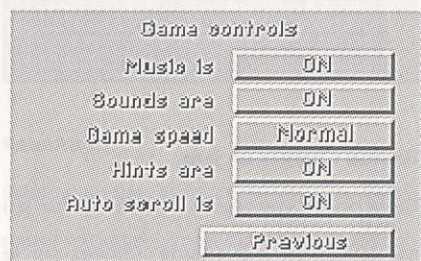 Game controls
Music is ON
Sounds are ON
Game speed Normal
Hints are ON
Auto scroll is ON
Previous